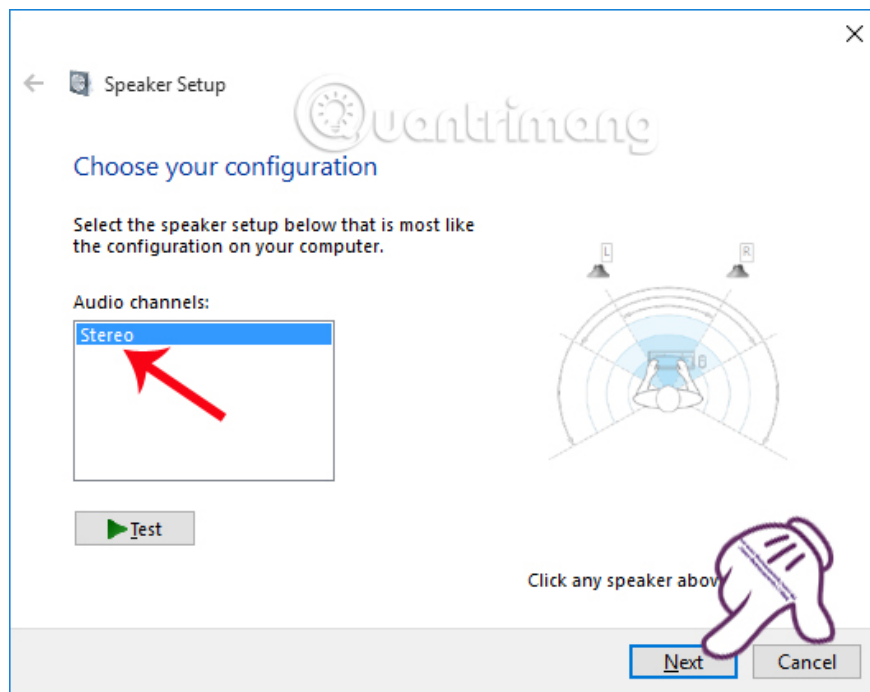 Speaker Setup
Quantrimang
Choose your configuration
Select the speaker setup below that is most like
the configuration on your computer.
L R
Audio channels:
Stereo
Test
Click any speaker abov
Next Cancel